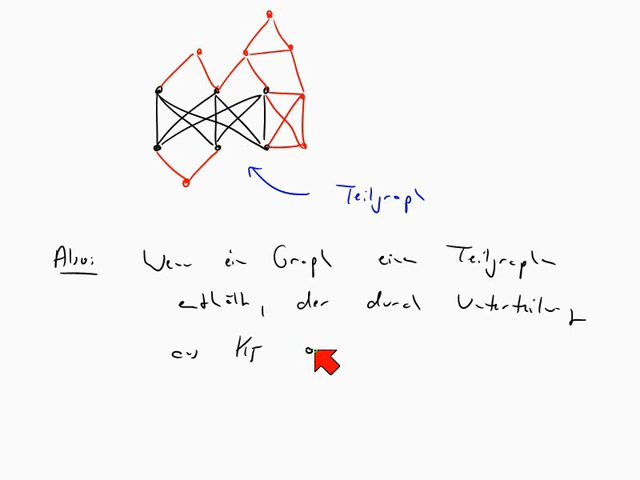 Teilgraph
Also: Wenn ein Graph einen Teilgraphen
enthält, der durch Unterteilung
aus K5